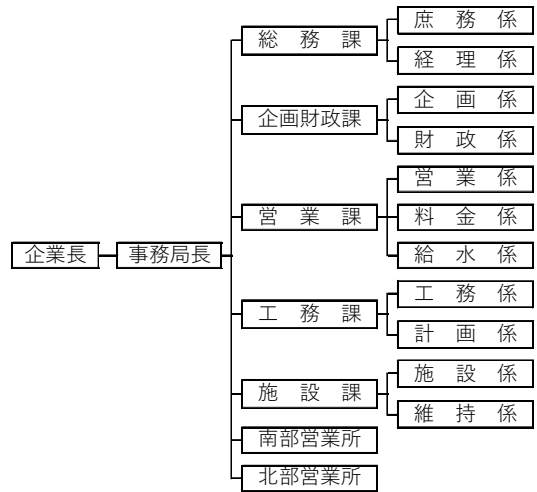 企業長
事務局長
総務課
庶務係
経理係
企画財政課
企画係
財政係
営業課
営業係
料金係
給水係
工務課
工務係
計画係
施設課
施設係
維持係
南部営業所
北部営業所